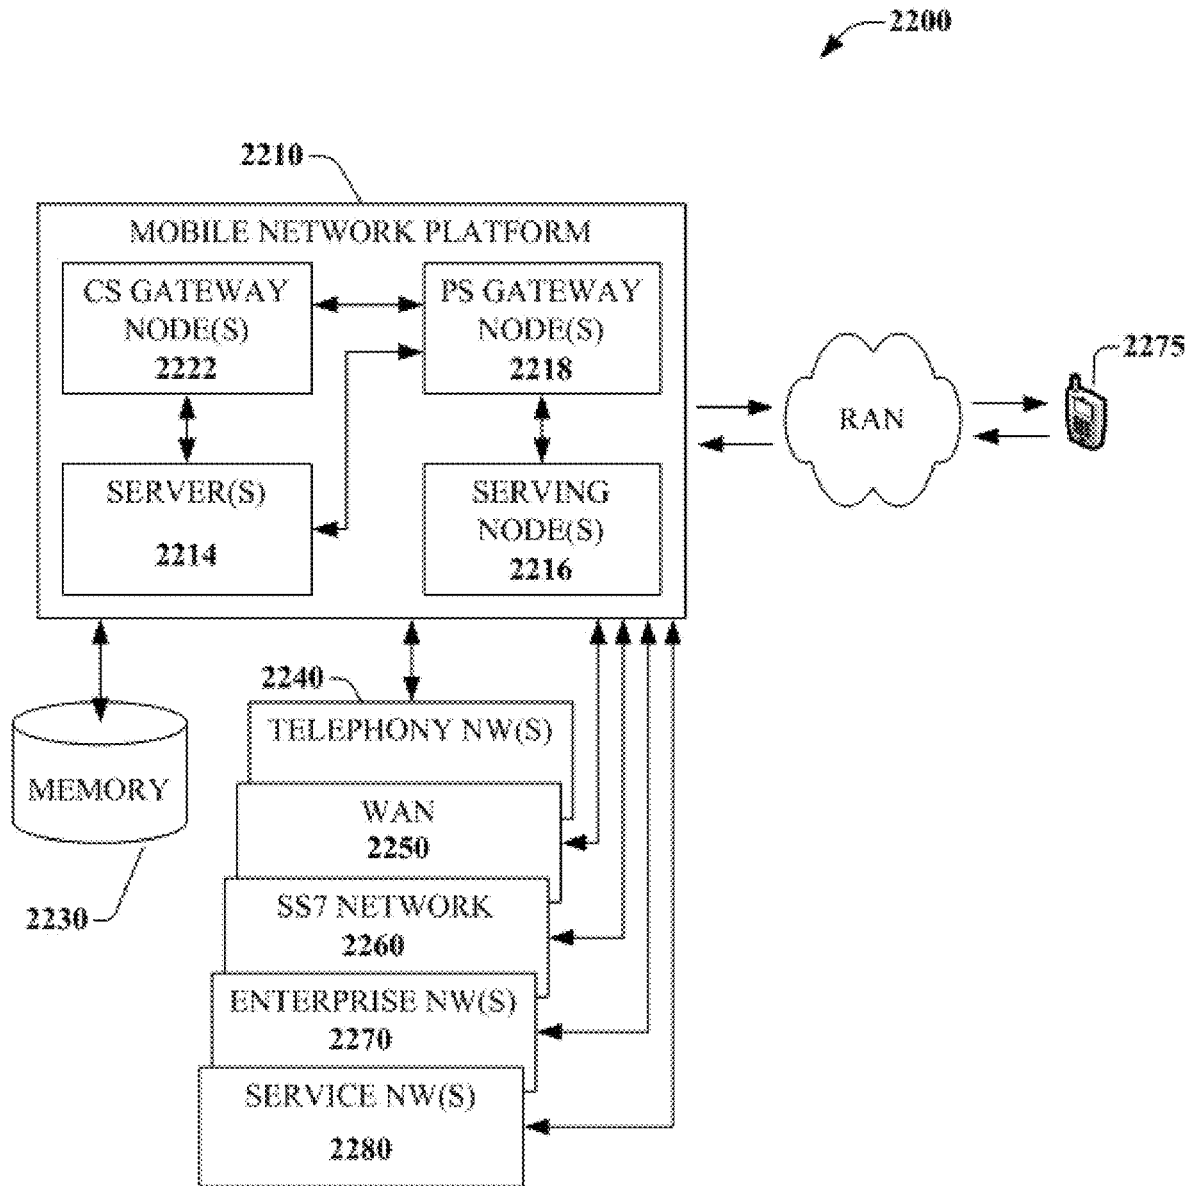 2200
2210
MOBILE NETWORK PLATFORM
CS GATEWAY
NODE(S)
2222
PS GATEWAY
NODE(S)
2218
SERVER(S)
2214
SERVING
NODE(S)
2216
RAN
2275
MEMORY
2230
2240
TELEPHONY NW(S)
WAN
2250
SS7 NETWORK
2260
ENTERPRISE NW(S)
2270
SERVICE NW(S)
2280